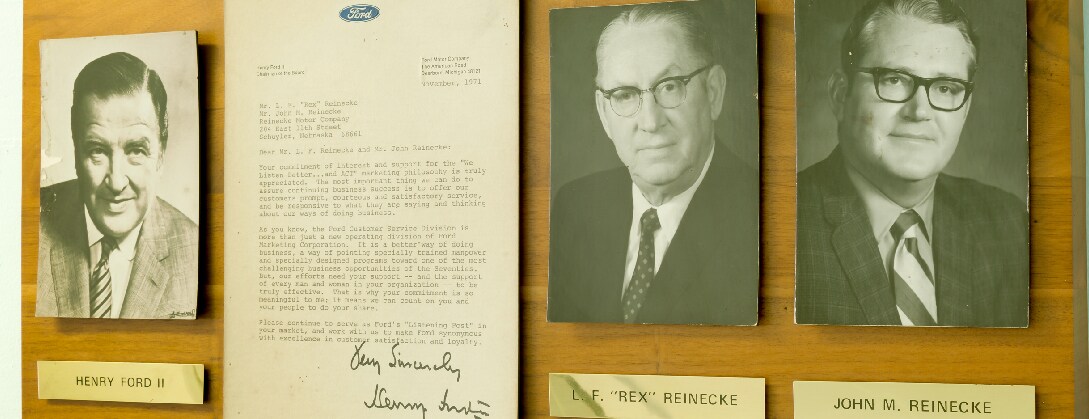 Ford
Henry Ford II
Chairman of the Board
Ford Motor Company
The American Road
Dearborn, Michigan 48121
November, 1971
Mr. L. F. "Rex" Reinecke
Mr. John M. Reinecke
Reinecke Motor Company
204 East 11th Street
Schuyler, Nebraska 68661
Dear Mr. L. F. Reinecke and Mr. John Reinecke:
Your commitment of interest and support for the "We
Listen Better...and ACT" marketing philosophy is truly
appreciated. The most important thing we can do to
assure continuing business success is to offer our
customers prompt, courteous and satisfactory service,
and be responsive to what they are saying and thinking
about our ways of doing business.
As you know, the Ford Customer Service Division is
more than just a new operating division of Ford
Marketing Corporation. It is a better way of doing
business, a way of pointing specially trained manpower
and specially designed programs toward one of the most
challenging business opportunities of the Seventies.
But, our efforts need your support -- and the support
of every man and woman in your organization -- to be
truly effective. That is why your commitment is so
meaningful to me; it means we can count on you and
your people to do your share.
Please continue to serve as Ford's "Listening Post" in
your market, and work with us to make Ford synonymous
with excellence in customer satisfaction and loyalty.
Very Sincerely
Henry Ford II
HENRY FORD II
L. F. "REX" REINECKE
JOHN M. REINECKE